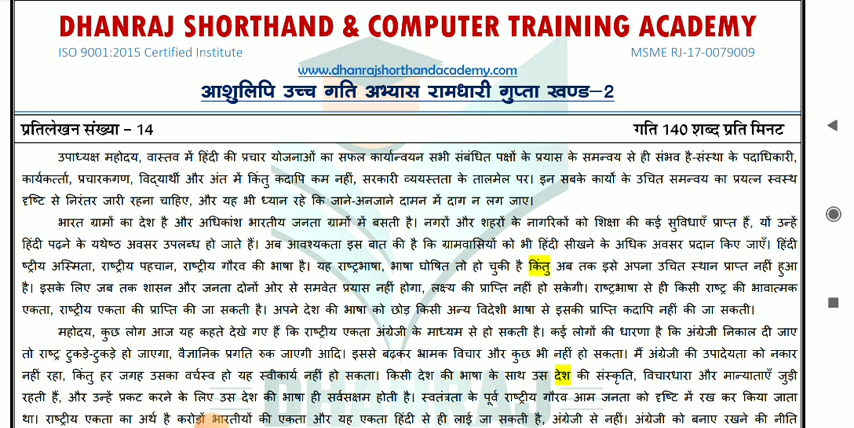 DHANRAJ SHORTHAND & COMPUTER TRAINING ACADEMY
ISO 9001:2015 Certified Institute MSME RJ-17-0079009
www.dhanrajshorthandacademy.com
आशुलिपि उच्च गति अभ्यास रामधारी गुप्ता खण्ड-2
प्रतिलेखन संख्या - 14 गति 140 शब्द प्रति मिनट
उपाध्यक्ष महोदय, वास्तव में हिंदी की प्रचार योजनाओं का सफल कार्यान्वयन सभी संबंधित पक्षों के प्रयास के समन्वय से ही संभव है-संस्था के पदाधिकारी,
कार्यकर्त्ता, प्रचारकगण, विद्यार्थी और अंत में किंतु कदापि कम नहीं, सरकारी व्ययस्तता के तालमेल पर। इन सबके कार्यो के उचित समन्वय का प्रयत्न स्वस्थ
दृष्टि से निरंतर जारी रहना चाहिए, और यह भी ध्यान रहे कि जाने-अनजाने दामन में दाग न लग जाए।
भारत ग्रामों का देश है और अधिकांश भारतीय जनता ग्रामों में बसती है। नगरों और शहरों के नागरिकों को शिक्षा की कई सुविधाएँ प्राप्त हैं, यों उन्हें
हिंदी पढ़ने के यथेष्ठ अवसर उपलब्ध हो जाते हैं। अब आवश्यकता इस बात की है कि ग्रामवासियों को भी हिंदी सीखने के अधिक अवसर प्रदान किए जाएँ। हिंदी
ष्ट्रीय अस्मिता, राष्ट्रीय पहचान, राष्ट्रीय गौरव की भाषा है। यह राष्ट्रभाषा, भाषा घोषित तो हो चुकी है किंतु अब तक इसे अपना उचित स्थान प्राप्त नहीं हुआ
है। इसके लिए जब तक शासन और जनता दोनों ओर से समवेत प्रयास नहीं होगा, लक्ष्य की प्राप्ति नहीं हो सकेगी। राष्ट्रभाषा से ही किसी राष्ट्र की भावात्मक
एकता, राष्ट्रीय एकता की प्राप्ति की जा सकती है। अपने देश की भाषा को छोड़ किसी अन्य विदेशी भाषा से इसकी प्राप्ति कदापि नहीं की जा सकती।
महोदय, कुछ लोग आज यह कहते देखे गए हैं कि राष्ट्रीय एकता अंग्रेजी के माध्यम से हो सकती है। कई लोगों की धारणा है कि अंग्रेजी निकाल दी जाए
तो राष्ट्र टुकड़े-टुकड़े हो जाएगा, वैज्ञानिक प्रगति रुक जाएगी आदि। इससे बढ़कर भ्रामक विचार और कुछ भी नहीं हो सकता। मैं अंग्रेजी की उपादेयता को नकार
नहीं रहा, किंतु हर जगह उसका वर्चस्व हो यह स्वीकार्य नहीं हो सकता। किसी देश की भाषा के साथ उस देश की संस्कृति, विचारधारा और मान्याताएँ जुड़ी
रहती हैं, और उन्हें प्रकट करने के लिए उस देश की भाषा ही सर्वसक्षम होती है। स्वतंत्रता के पूर्व राष्ट्रीय गौरव आम जनता को दृष्टि में रख कर किया जाता
था। राष्ट्रीय एकता का अर्थ है करोड़ों भारतीयों की एकता और यह एकता हिंदी से ही लाई जा सकती है, अंग्रेजी से नहीं। अंग्रेजी को बनाए रखने की नीति
DHANRAJ